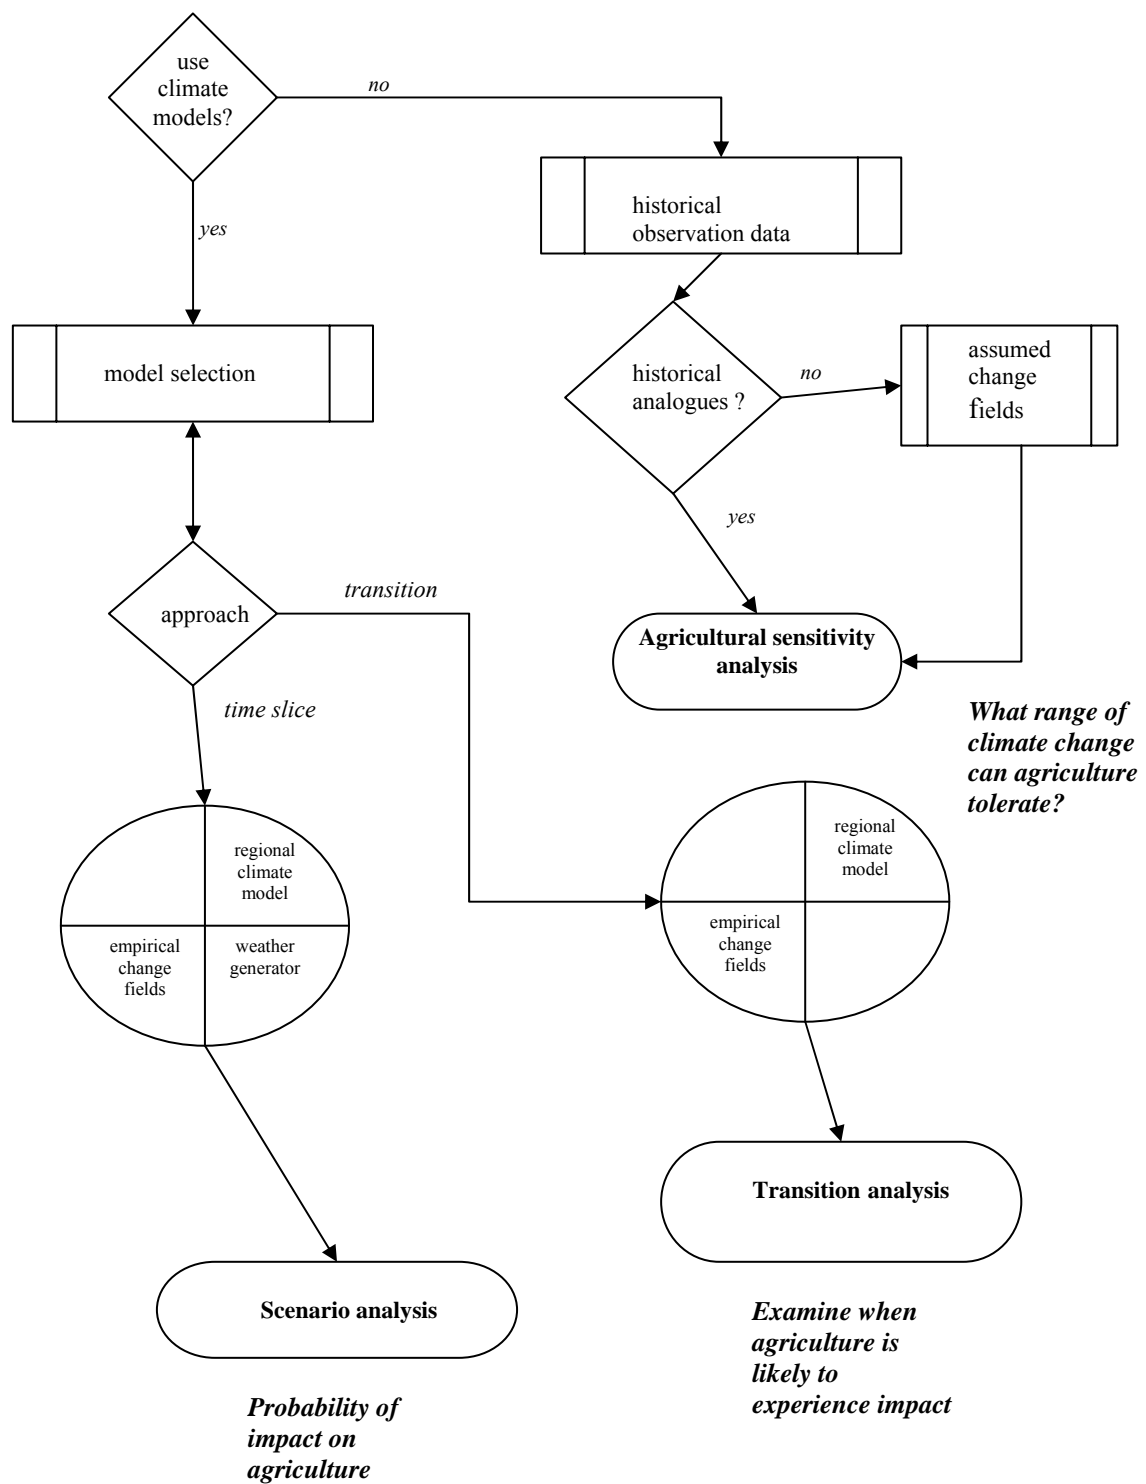 use
climate
models?
no
yes
historical
observation data
model selection
historical
analogues ?
no
assumed
change
fields
yes
approach
transition
time slice
Agricultural sensitivity
analysis
What range of
climate change
can agriculture
tolerate?
regional
climate
model
empirical
change
fields
weather
generator
regional
climate
model
empirical
change
fields
Transition analysis
Scenario analysis
Examine when
agriculture is
likely to
experience impact
Probability of
impact on
agriculture